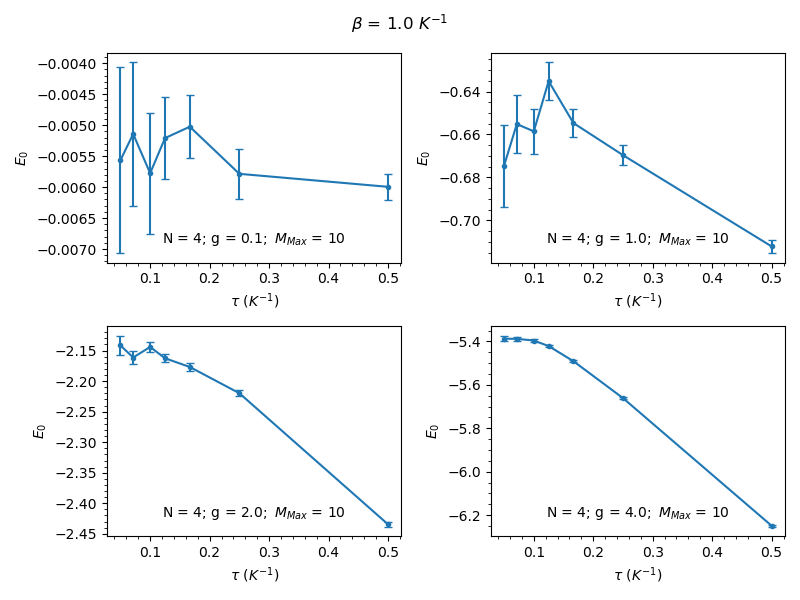 β = 1.0 K⁻¹
−0.0040
−0.0045
−0.0050
−0.0055
−0.0060
−0.0065
−0.0070
E₀
N = 4; g = 0.1; M_Max = 10
0.1 0.2 0.3 0.4 0.5
τ (K⁻¹)
−0.64
−0.66
−0.68
−0.70
E₀
N = 4; g = 1.0; M_Max = 10
0.1 0.2 0.3 0.4 0.5
τ (K⁻¹)
−2.15
−2.20
−2.25
−2.30
−2.35
−2.40
−2.45
E₀
N = 4; g = 2.0; M_Max = 10
0.1 0.2 0.3 0.4 0.5
τ (K⁻¹)
−5.4
−5.6
−5.8
−6.0
−6.2
E₀
N = 4; g = 4.0; M_Max = 10
0.1 0.2 0.3 0.4 0.5
τ (K⁻¹)